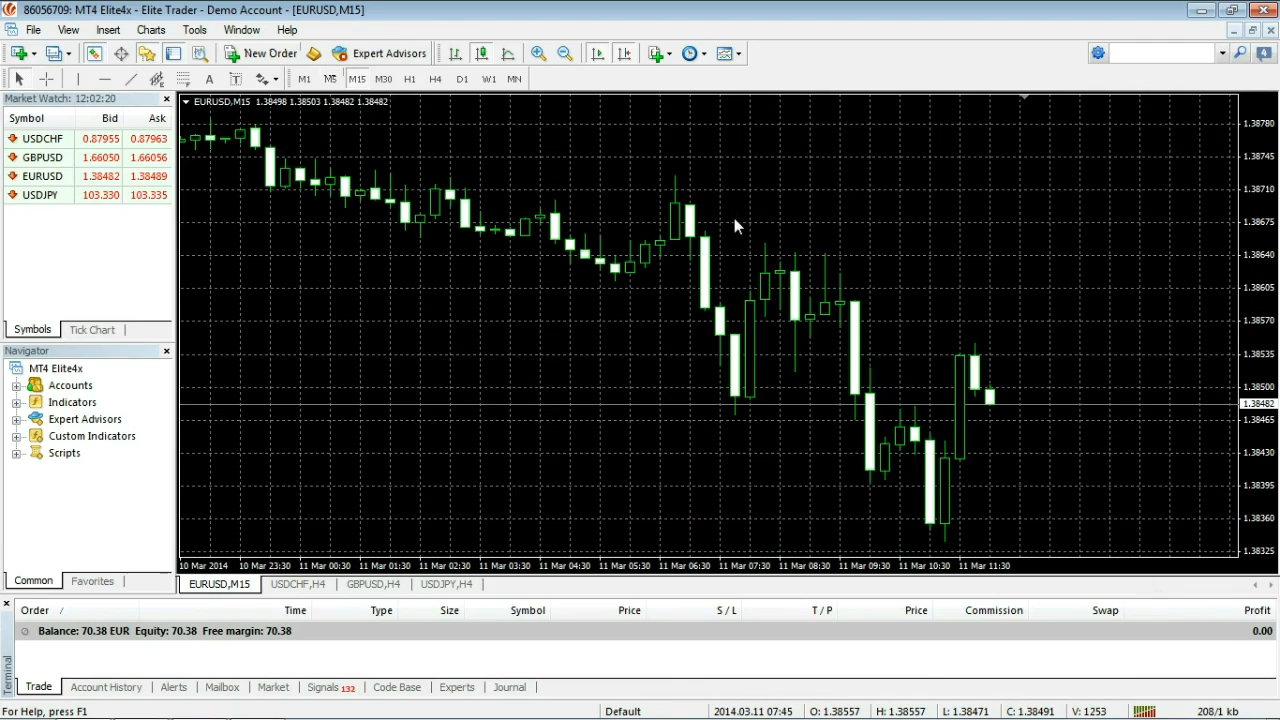 86056709: MT4 Elite4x - Elite Trader - Demo Account - [EURUSD,M15]
File View Insert Charts Tools Window Help
New Order Expert Advisors
A T M1 M5 M15 M30 H1 H4 D1 W1 MN
Market Watch: 12:02:20
Symbol Bid Ask
USDCHF 0.87955 0.87963
GBPUSD 1.66050 1.66056
EURUSD 1.38482 1.38489
USDJPY 103.330 103.335
Symbols Tick Chart
Navigator
MT4 Elite4x
Accounts
Indicators
Expert Advisors
Custom Indicators
Scripts
Common Favorites
EURUSD,M15 1.38498 1.38503 1.38482 1.38482
1.38780
1.38745
1.38710
1.38675
1.38640
1.38605
1.38570
1.38535
1.38500
1.38482
1.38465
1.38430
1.38395
1.38360
1.38325
10 Mar 2014 10 Mar 23:30 11 Mar 00:30 11 Mar 01:30 11 Mar 02:30 11 Mar 03:30 11 Mar 04:30 11 Mar 05:30 11 Mar 06:30 11 Mar 07:30 11 Mar 08:30 11 Mar 09:30 11 Mar 10:30 11 Mar 11:30
EURUSD,M15 USDCHF,H4 GBPUSD,H4 USDJPY,H4
Order / Time Type Size Symbol Price S / L T / P Price Commission Swap Profit
Balance: 70.38 EUR Equity: 70.38 Free margin: 70.38 0.00
Terminal
Trade Account History Alerts Mailbox Market Signals 132 Code Base Experts Journal
For Help, press F1 Default 2014.03.11 07:45 O: 1.38557 H: 1.38557 L: 1.38471 C: 1.38491 V: 1253 208/1 kb